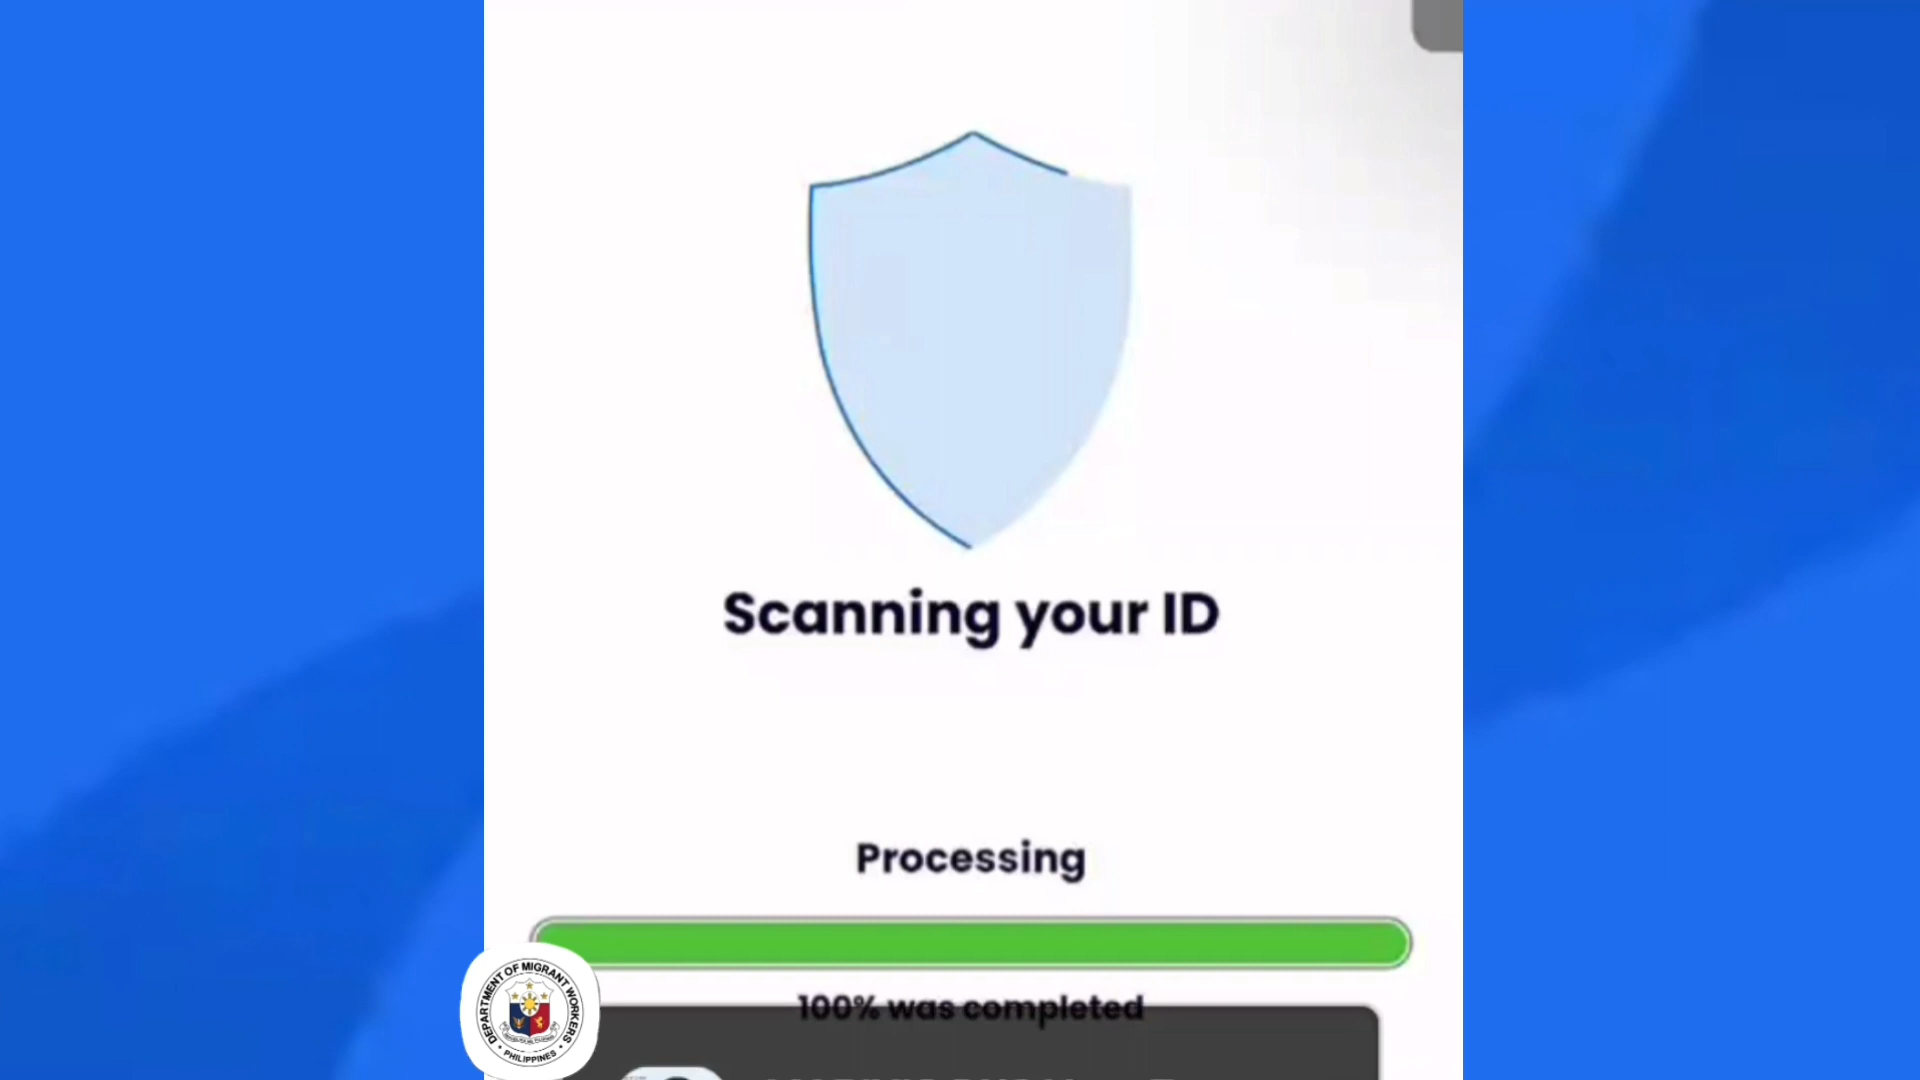 Scanning your ID
Processing
100% was completed
DEPARTMENT OF MIGRANT WORKERS
PHILIPPINES